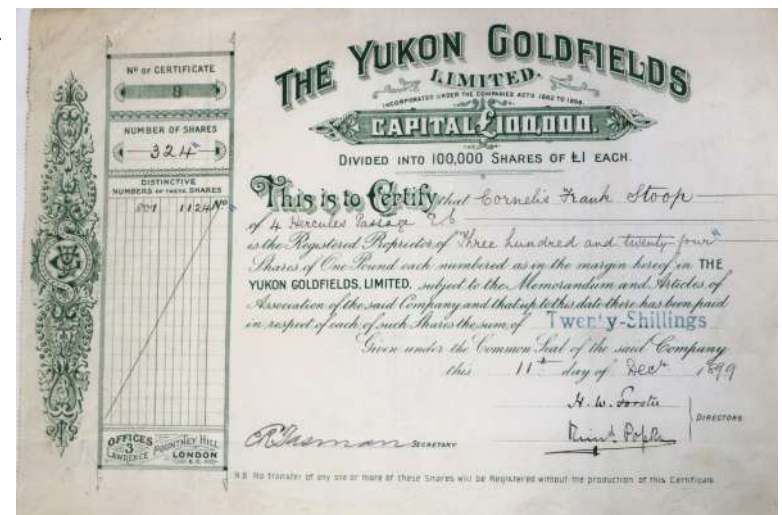 Nº OF CERTIFICATE
8
NUMBER OF SHARES
324
DISTINCTIVE
NUMBERS OF THESE SHARES
801 1124
OFFICES
3
LAWRENCE POUNTNEY HILL
LONDON
E.C.
THE YUKON GOLDFIELDS
LIMITED.
INCORPORATED UNDER THE COMPANIES ACTS 1862 TO 1898.
CAPITAL £100,000.
DIVIDED INTO 100,000 SHARES OF £1 EACH.
This is to Certify that Cornelis Frank Stoop
of 4 Hercules Passage E6
is the Registered Proprietor of Three hundred and twenty four
Shares of One Pound each numbered as in the margin hereof in THE
YUKON GOLDFIELDS, LIMITED, subject to the Memorandum and Articles of
Association of the said Company and that up to this date there has been paid
in respect of each of such Shares the sum of Twenty-Shillings
Given under the Common Seal of the said Company
this 11th day of Decr 1899
H. W. Forster
DIRECTORS
SECRETARY
N.B. No transfer of any one or more of these Shares will be Registered without the production of this Certificate.